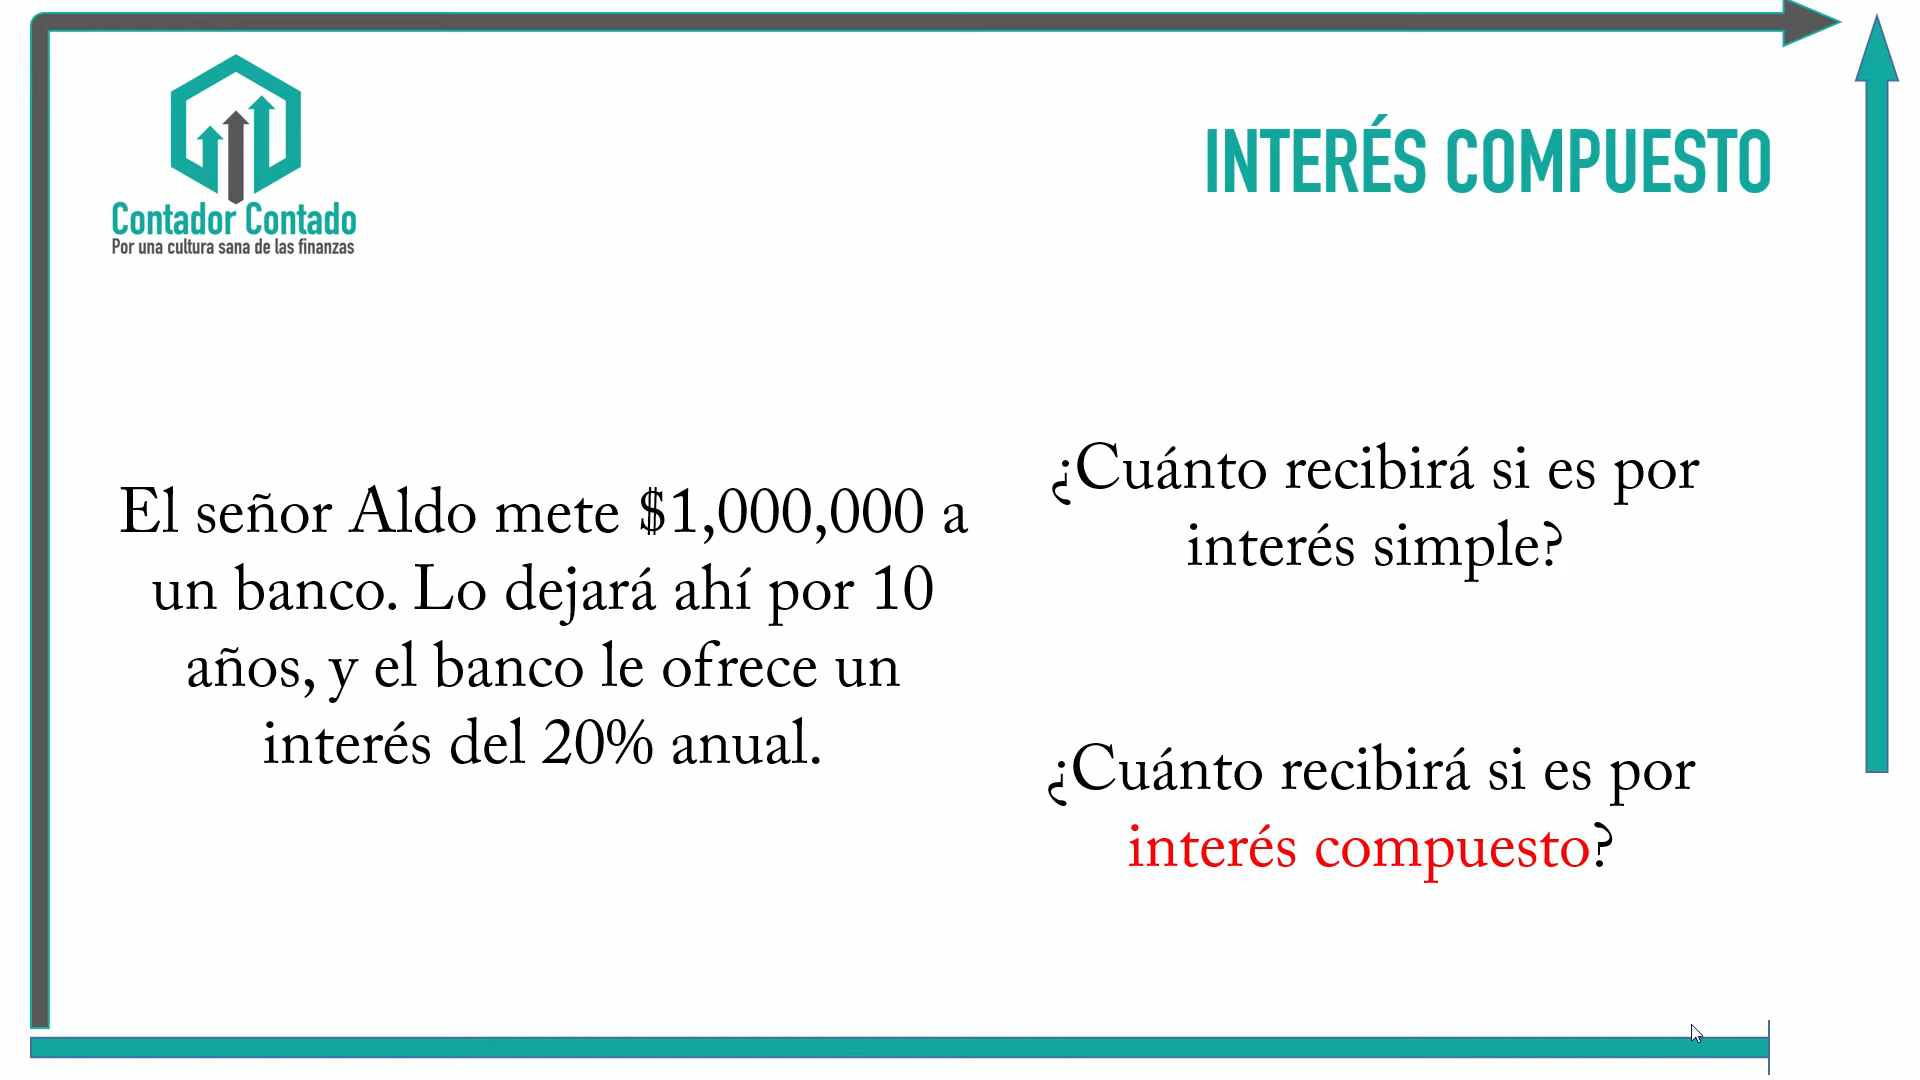 Contador Contado
Por una cultura sana de las finanzas
INTERÉS COMPUESTO
El señor Aldo mete $1,000,000 a
un banco. Lo dejará ahí por 10
años, y el banco le ofrece un
interés del 20% anual.
¿Cuánto recibirá si es por
interés simple?
¿Cuánto recibirá si es por
interés compuesto?